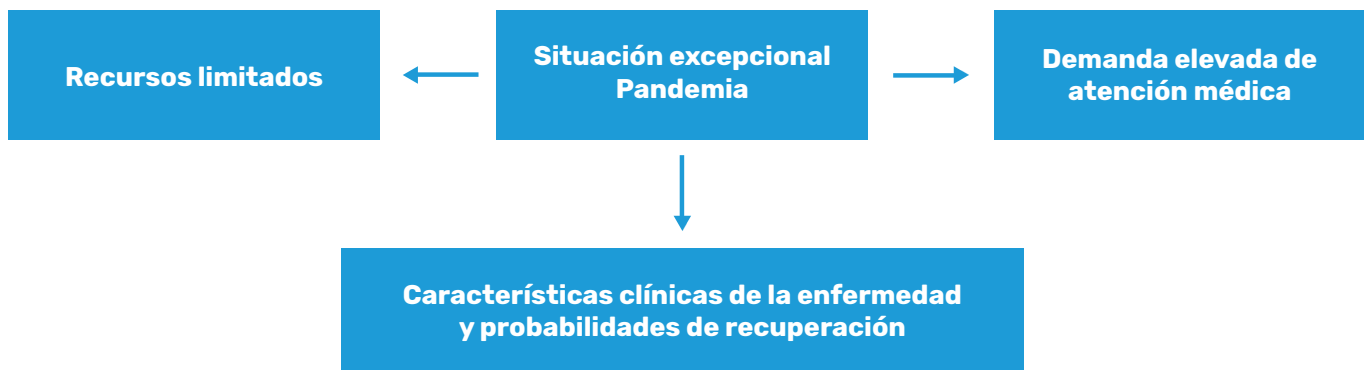 Recursos limitados
Situación excepcional
Pandemia
Demanda elevada de
atención médica
Características clínicas de la enfermedad
y probabilidades de recuperación